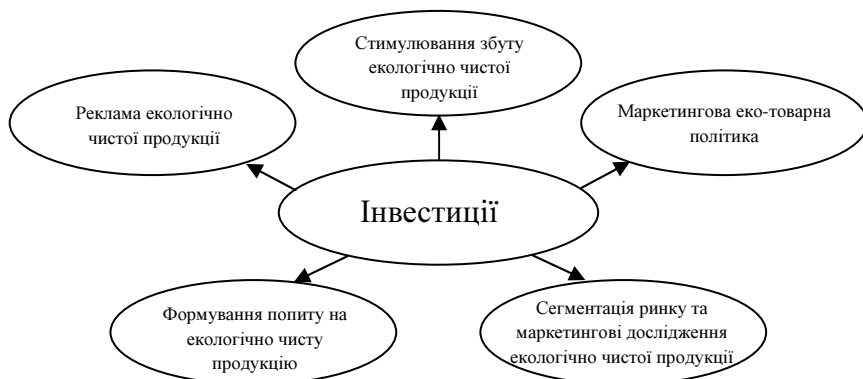 Стимулювання збуту
екологічно чистої
продукції
Реклама екологічно
чистої продукції
Маркетингова еко-товарна
політика
Інвестиції
Формування попиту на
екологічно чисту
продукцію
Сегментація ринку та
маркетингові дослідження
екологічно чистої продукції